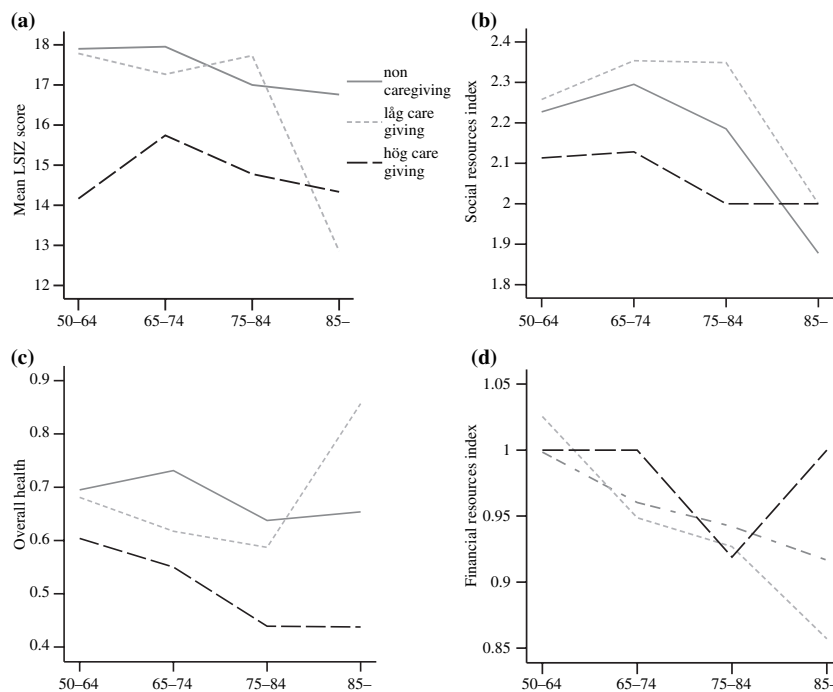 (a)
18
17
16
15
14
13
12
Mean LSIZ score
50–64
65–74
75–84
85–
non
caregiving
låg care
giving
hög care
giving
(b)
2.4
2.3
2.2
2.1
2
1.9
1.8
Social resources index
50–64
65–74
75–84
85–
(c)
0.9
0.8
0.7
0.6
0.5
0.4
Overall health
50–64
65–74
75–84
85–
(d)
1.05
1
0.95
0.9
0.85
Financial resources index
50–64
65–74
75–84
85–